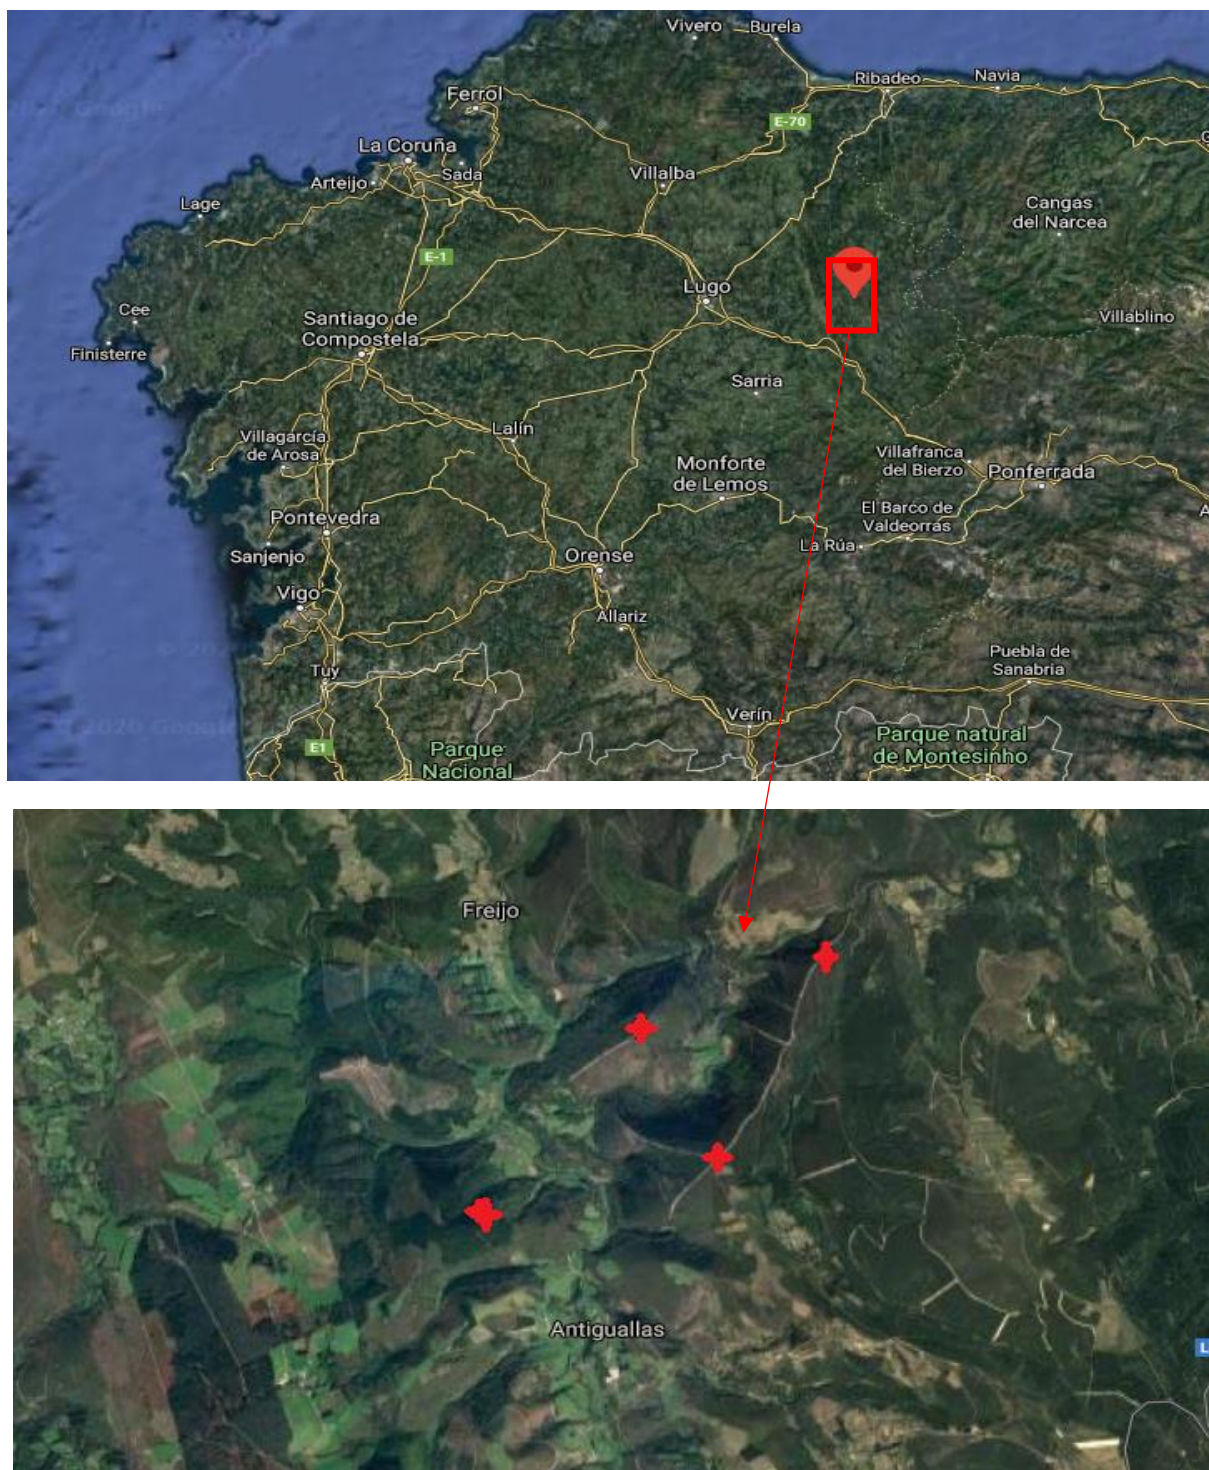 Vivero
Burela
Ribadeo
Navia
Ferrol
E-70
La Coruña
Sada
Arteijo
Villalba
Lage
Cangas
del Narcea
E-1
Lugo
Cee
Santiago de
Compostela
Villablino
Finisterre
Sarria
Lalín
Villagarcía
de Arosa
Monforte
de Lemos
Villafranca
del Bierzo
Ponferrada
El Barco de
Valdeorrás
Pontevedra
La Rúa
Sanjenjo
Orense
Vigo
Allariz
Puebla de
Sanabria
Tuy
Verín
E1
Parque
Nacional
Parque natural
de Montesinho
Freijo
Antiguallas
L